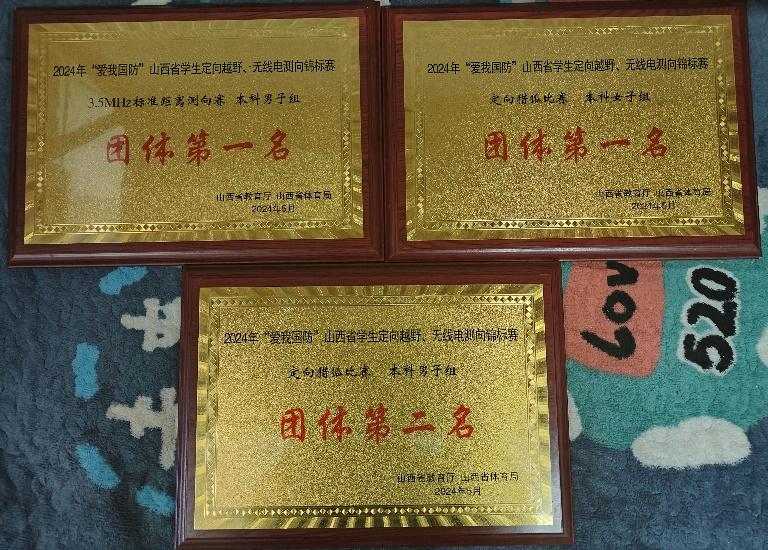 2024年“爱我国防”山西省学生定向越野、无线电测向锦标赛
3.5MHz标准距离测向赛 本科男子组
团体第一名
山西省教育厅 山西省体育局
2024年5月
2024年“爱我国防”山西省学生定向越野、无线电测向锦标赛
定向猎狐比赛 本科女子组
团体第一名
山西省教育厅 山西省体育局
2024年5月
2024年“爱我国防”山西省学生定向越野、无线电测向锦标赛
定向猎狐比赛 本科男子组
团体第二名
山西省教育厅 山西省体育局
2024年5月
Lov
520